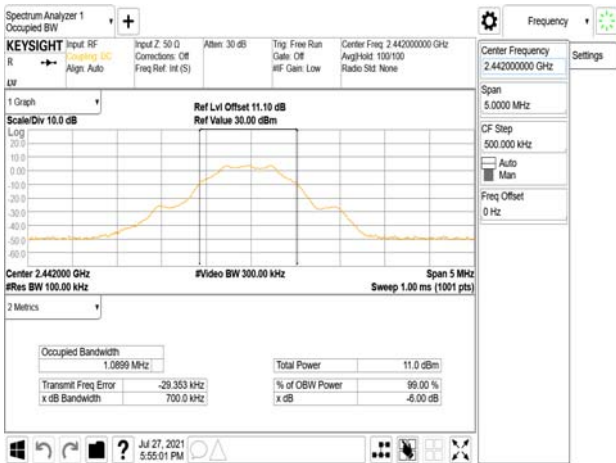 Spectrum Analyzer 1
Occupied BW
Frequency
KEYSIGHT
R
Input: RF
Coupling: DC
Align: Auto
Input Z: 50 Ω
Corrections: Off
Freq Ref: Int (S)
Atten: 30 dB
Trig: Free Run
Gate: Off
#IF Gain: Low
Center Freq: 2.442000000 GHz
Avg|Hold: 100/100
Radio Std: None
Center Frequency
2.442000000 GHz
Settings
Span
5.0000 MHz
CF Step
500.000 kHz
Auto
Man
Freq Offset
0 Hz
1 Graph
Scale/Div 10.0 dB
Ref Lvl Offset 11.10 dB
Ref Value 30.00 dBm
Log
20.0
10.0
0.00
-10.0
-20.0
-30.0
-40.0
-50.0
-60.0
Center 2.442000 GHz
#Res BW 100.00 kHz
#Video BW 300.00 kHz
Span 5 MHz
Sweep 1.00 ms (1001 pts)
2 Metrics
Occupied Bandwidth
1.0899 MHz
Total Power 11.0 dBm
Transmit Freq Error -29.353 kHz
% of OBW Power 99.00 %
x dB Bandwidth 700.0 kHz
x dB -6.00 dB
?
Jul 27, 2021
5:55:01 PM